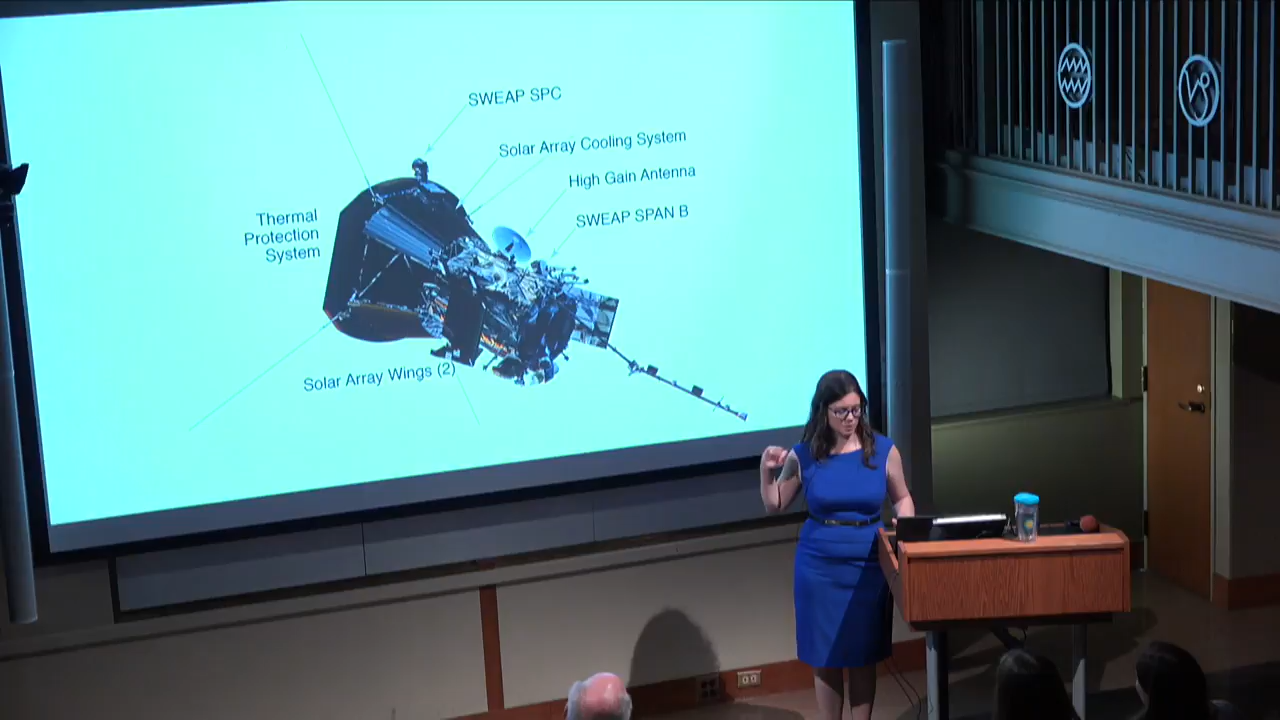 SWEAP SPC
Solar Array Cooling System
High Gain Antenna
SWEAP SPAN B
Thermal
Protection
System
Solar Array Wings (2)